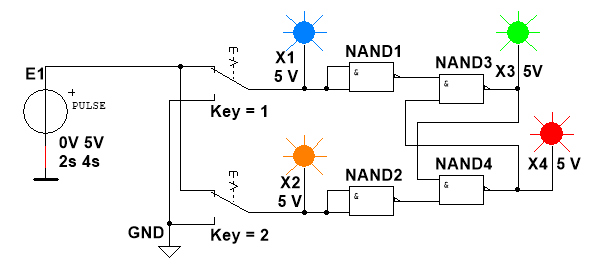 E1
PULSE
0V 5V
2s 4s
GND
Key = 1
Key = 2
X1
5 V
X2
5 V
NAND1
&
NAND2
&
NAND3
&
NAND4
&
X3 5V
X4 5 V